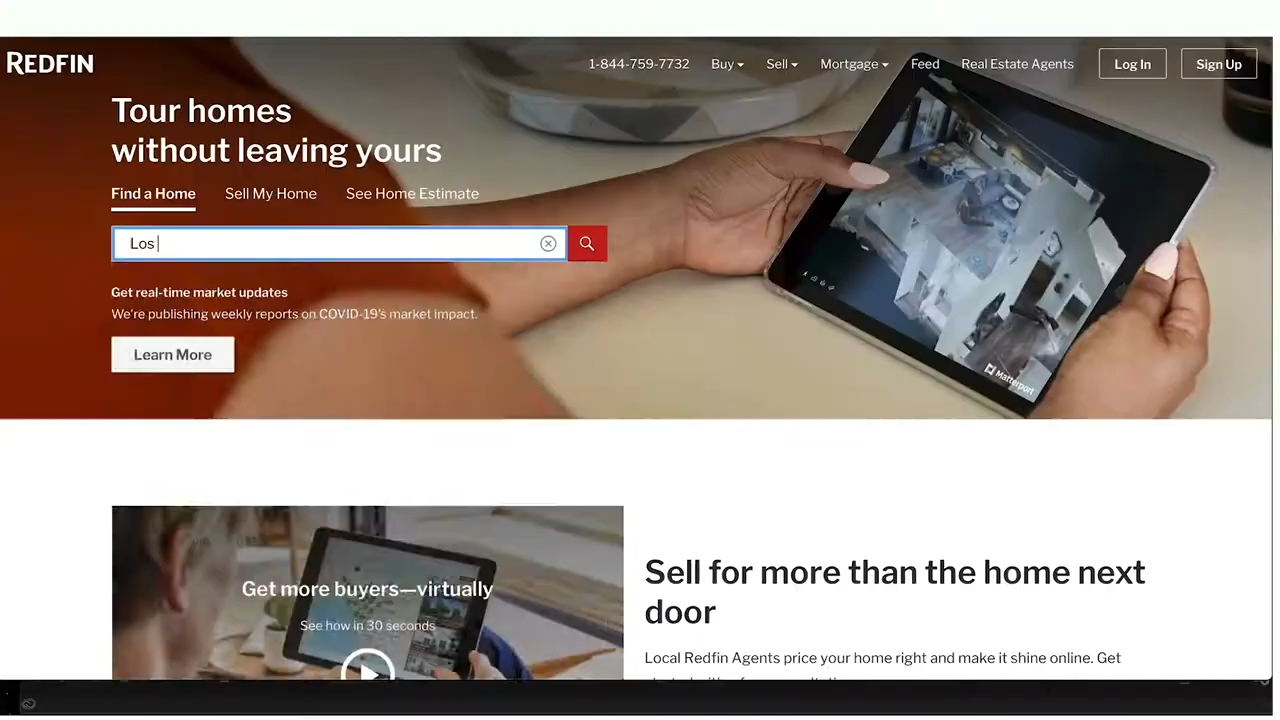 REDFIN
1-844-759-7732 Buy Sell Mortgage Feed Real Estate Agents Log In Sign Up
Tour homes
without leaving yours
Find a Home Sell My Home See Home Estimate
Los
Get real-time market updates
We're publishing weekly reports on COVID-19's market impact.
Learn More
Matterport
Get more buyers—virtually
See how in 30 seconds
Sell for more than the home next
door
Local Redfin Agents price your home right and make it shine online. Get